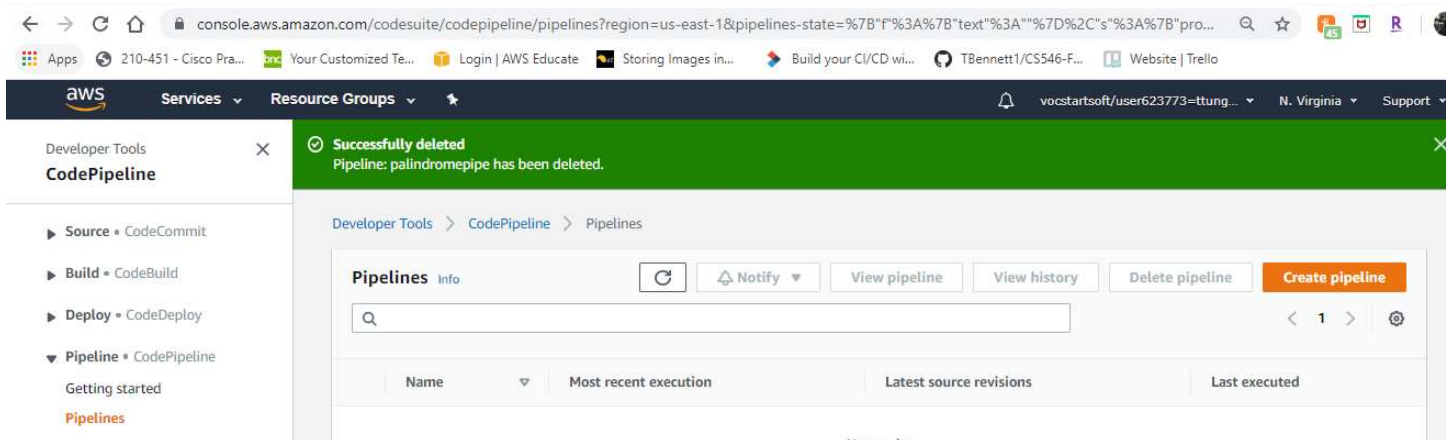 console.aws.amazon.com/codesuite/codepipeline/pipelines?region=us-east-1&pipelines-state=%7B"f"%3A%7B"text"%3A""%7D%2C"s"%3A%7B"pro...
45
R
Apps 210-451 - Cisco Pra... bnc Your Customized Te... Login | AWS Educate Storing Images in... Build your CI/CD wi... TBennett1/CS546-F... Website | Trello
aws Services Resource Groups vocstartsoft/user623773=ttung... N. Virginia Support
Developer Tools
CodePipeline
Successfully deleted
Pipeline: palindromepipe has been deleted.
Source • CodeCommit
Build • CodeBuild
Deploy • CodeDeploy
Pipeline • CodePipeline
Getting started
Pipelines
Developer Tools > CodePipeline > Pipelines
Pipelines Info Notify View pipeline View history Delete pipeline Create pipeline
< 1 >
Name Most recent execution Latest source revisions Last executed